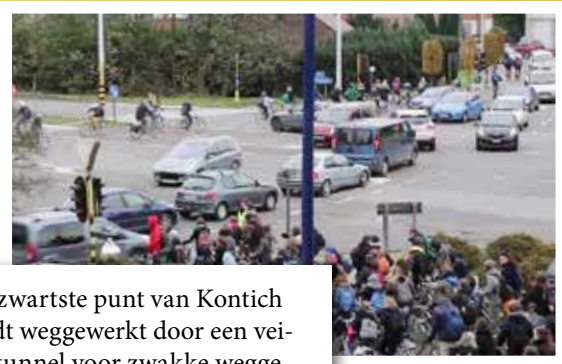 zwartste punt van Kontich
dt weggewerkt door een vei-
tunnel voor zwakke wegge-